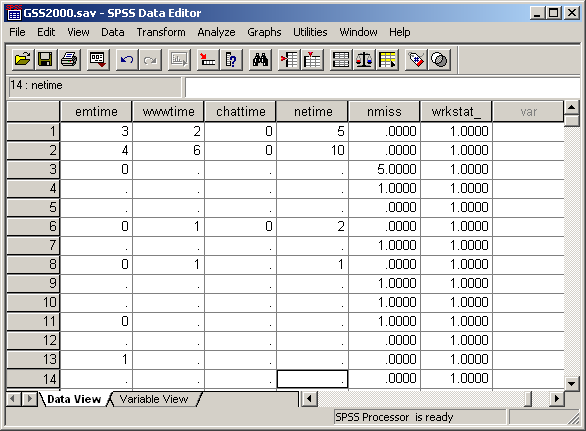 GSS2000.sav - SPSS Data Editor
File Edit View Data Transform Analyze Graphs Utilities Window Help
14 : netime
emtime wwwtime chattime netime nmiss wrkstat_ var
1 3 2 0 5 .0000 1.0000
2 4 6 0 10 .0000 1.0000
3 0 . . . 5.0000 1.0000
4 . . . . 1.0000 1.0000
5 . . . . .0000 1.0000
6 0 1 0 2 .0000 1.0000
7 . . . . 1.0000 1.0000
8 0 1 . 1 .0000 1.0000
9 . . . . 1.0000 1.0000
10 . . . . 1.0000 1.0000
11 0 . . . 1.0000 1.0000
12 . . . . .0000 1.0000
13 1 . . . .0000 1.0000
14 . . . . .0000 1.0000
Data View Variable View
SPSS Processor is ready